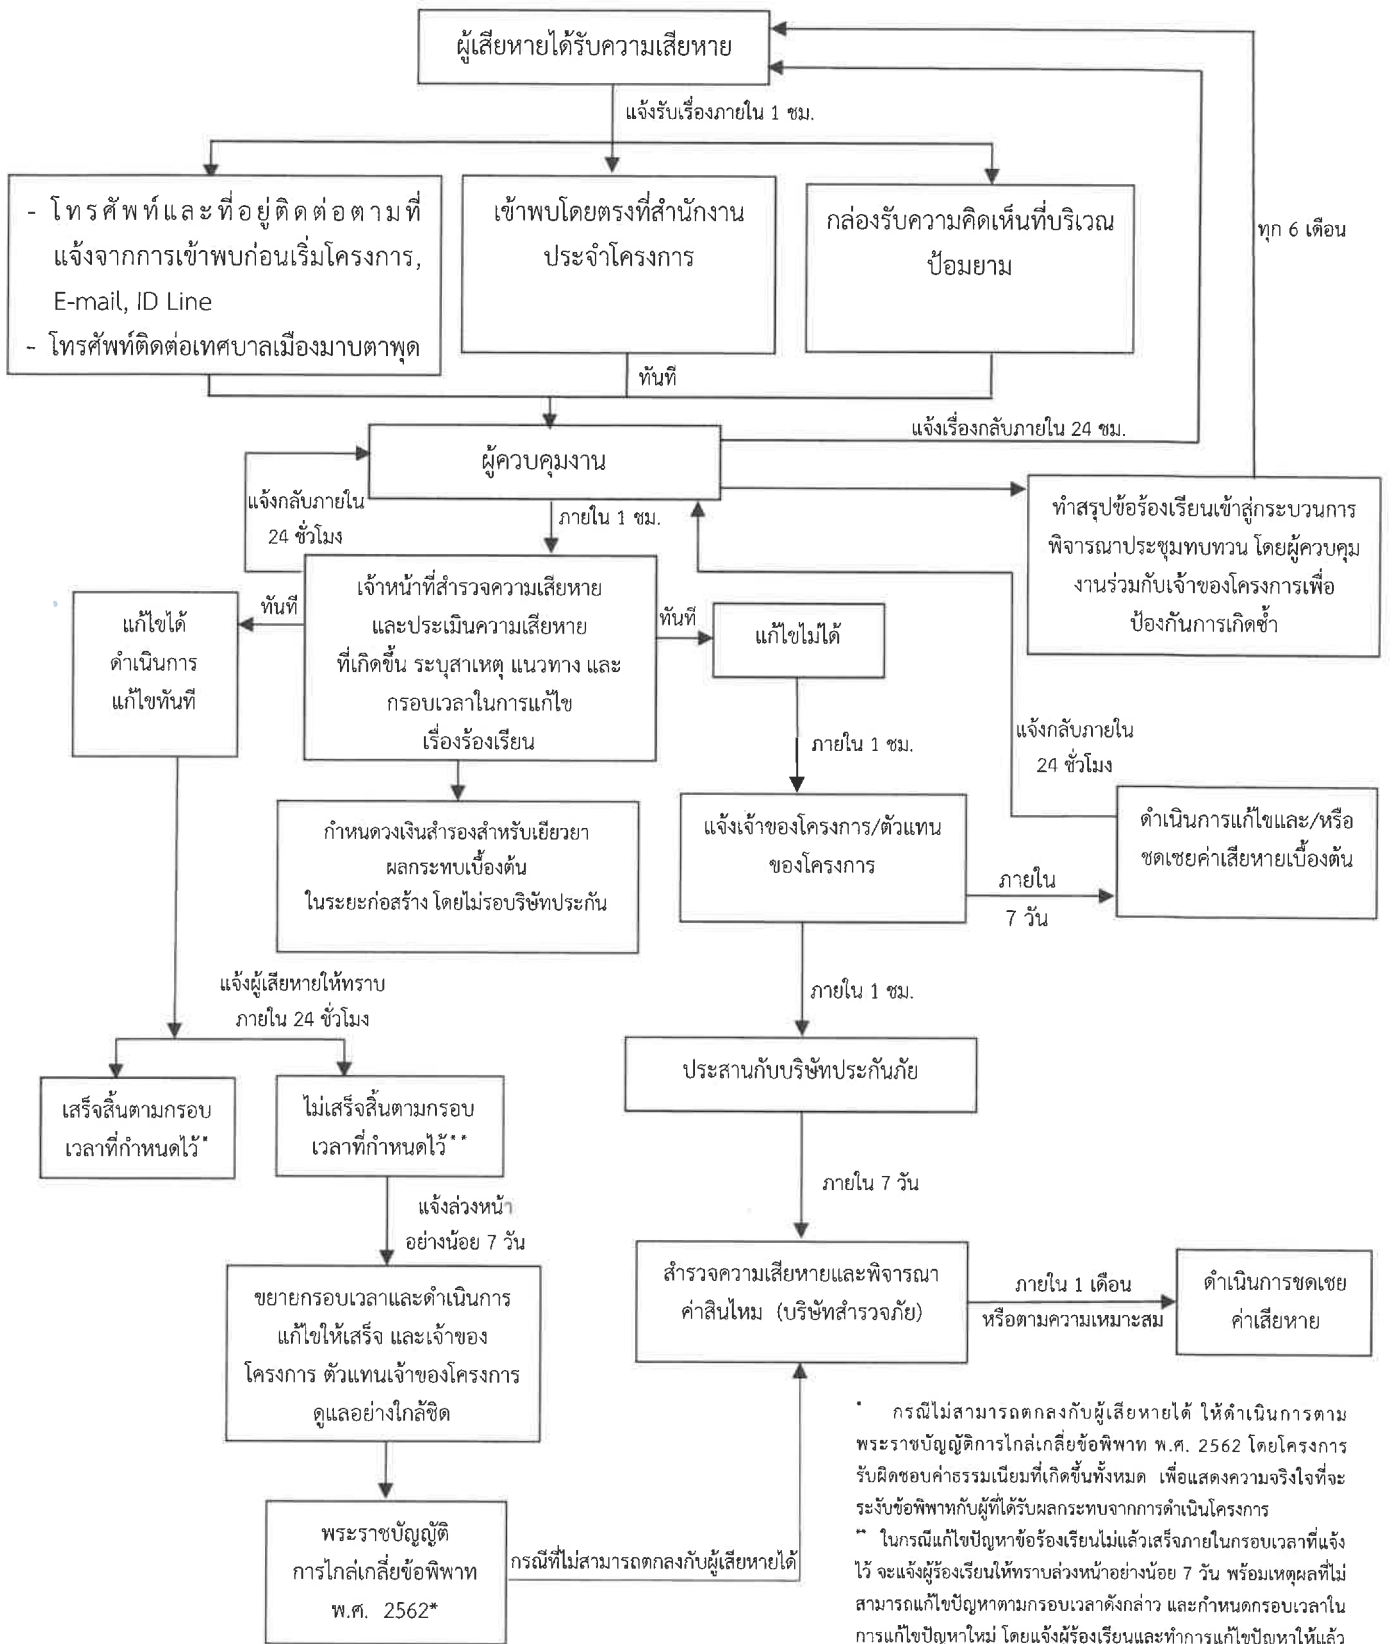 ผู้เสียหายได้รับความเสียหาย
แจ้งรับเรื่องภายใน 1 ชม.
- โทรศัพท์และที่อยู่ติดต่อตามที่
แจ้งจากการเข้าพบก่อนเริ่มโครงการ,
E-mail, ID Line
- โทรศัพท์ติดต่อเทศบาลเมืองมาบตาพุด
เข้าพบโดยตรงที่สำนักงาน
ประจำโครงการ
กล่องรับความคิดเห็นที่บริเวณ
ป้อมยาม
ทุก 6 เดือน
ทันที
แจ้งเรื่องกลับภายใน 24 ชม.
ผู้ควบคุมงาน
แจ้งกลับภายใน
24 ชั่วโมง
ภายใน 1 ชม.
ทำสรุปข้อร้องเรียนเข้าสู่กระบวนการ
พิจารณาประชุมทบทวน โดยผู้ควบคุม
งานร่วมกับเจ้าของโครงการเพื่อ
ป้องกันการเกิดซ้ำ
เจ้าหน้าที่สำรวจความเสียหาย
และประเมินความเสียหาย
ที่เกิดขึ้น ระบุสาเหตุ แนวทาง และ
กรอบเวลาในการแก้ไข
เรื่องร้องเรียน
ทันที
แก้ไขได้
ดำเนินการ
แก้ไขทันที
ทันที
แก้ไขไม่ได้
ภายใน 1 ชม.
แจ้งกลับภายใน
24 ชั่วโมง
กำหนดวงเงินสำรองสำหรับเยียวยา
ผลกระทบเบื้องต้น
ในระยะก่อสร้าง โดยไม่รอบริษัทประกัน
แจ้งเจ้าของโครงการ/ตัวแทน
ของโครงการ
ภายใน
7 วัน
ดำเนินการแก้ไขและ/หรือ
ชดเชยค่าเสียหายเบื้องต้น
แจ้งผู้เสียหายให้ทราบ
ภายใน 24 ชั่วโมง
ภายใน 1 ชม.
ประสานกับบริษัทประกันภัย
เสร็จสิ้นตามกรอบ
เวลาที่กำหนดไว้*
ไม่เสร็จสิ้นตามกรอบ
เวลาที่กำหนดไว้**
ภายใน 7 วัน
แจ้งล่วงหน้า
อย่างน้อย 7 วัน
สำรวจความเสียหายและพิจารณา
ค่าสินไหม (บริษัทสำรวจภัย)
ภายใน 1 เดือน
หรือตามความเหมาะสม
ดำเนินการชดเชย
ค่าเสียหาย
ขยายกรอบเวลาและดำเนินการ
แก้ไขให้เสร็จ และเจ้าของ
โครงการ ตัวแทนเจ้าของโครงการ
ดูแลอย่างใกล้ชิด
พระราชบัญญัติ
การไกล่เกลี่ยข้อพิพาท
พ.ศ. 2562*
กรณีที่ไม่สามารถตกลงกับผู้เสียหายได้
* กรณีไม่สามารถตกลงกับผู้เสียหายได้ ให้ดำเนินการตาม
พระราชบัญญัติการไกล่เกลี่ยข้อพิพาท พ.ศ. 2562 โดยโครงการ
รับผิดชอบค่าธรรมเนียมที่เกิดขึ้นทั้งหมด เพื่อแสดงความจริงใจที่จะ
ระงับข้อพิพาทกับผู้ที่ได้รับผลกระทบจากการดำเนินโครงการ
** ในกรณีแก้ไขปัญหาข้อร้องเรียนไม่แล้วเสร็จภายในกรอบเวลาที่แจ้ง
ไว้ จะแจ้งผู้ร้องเรียนให้ทราบล่วงหน้าอย่างน้อย 7 วัน พร้อมเหตุผลที่ไม่
สามารถแก้ไขปัญหาตามกรอบเวลาดังกล่าว และกำหนดกรอบเวลาใน
การแก้ไขปัญหาใหม่ โดยแจ้งผู้ร้องเรียนและทำการแก้ไขปัญหาให้แล้ว